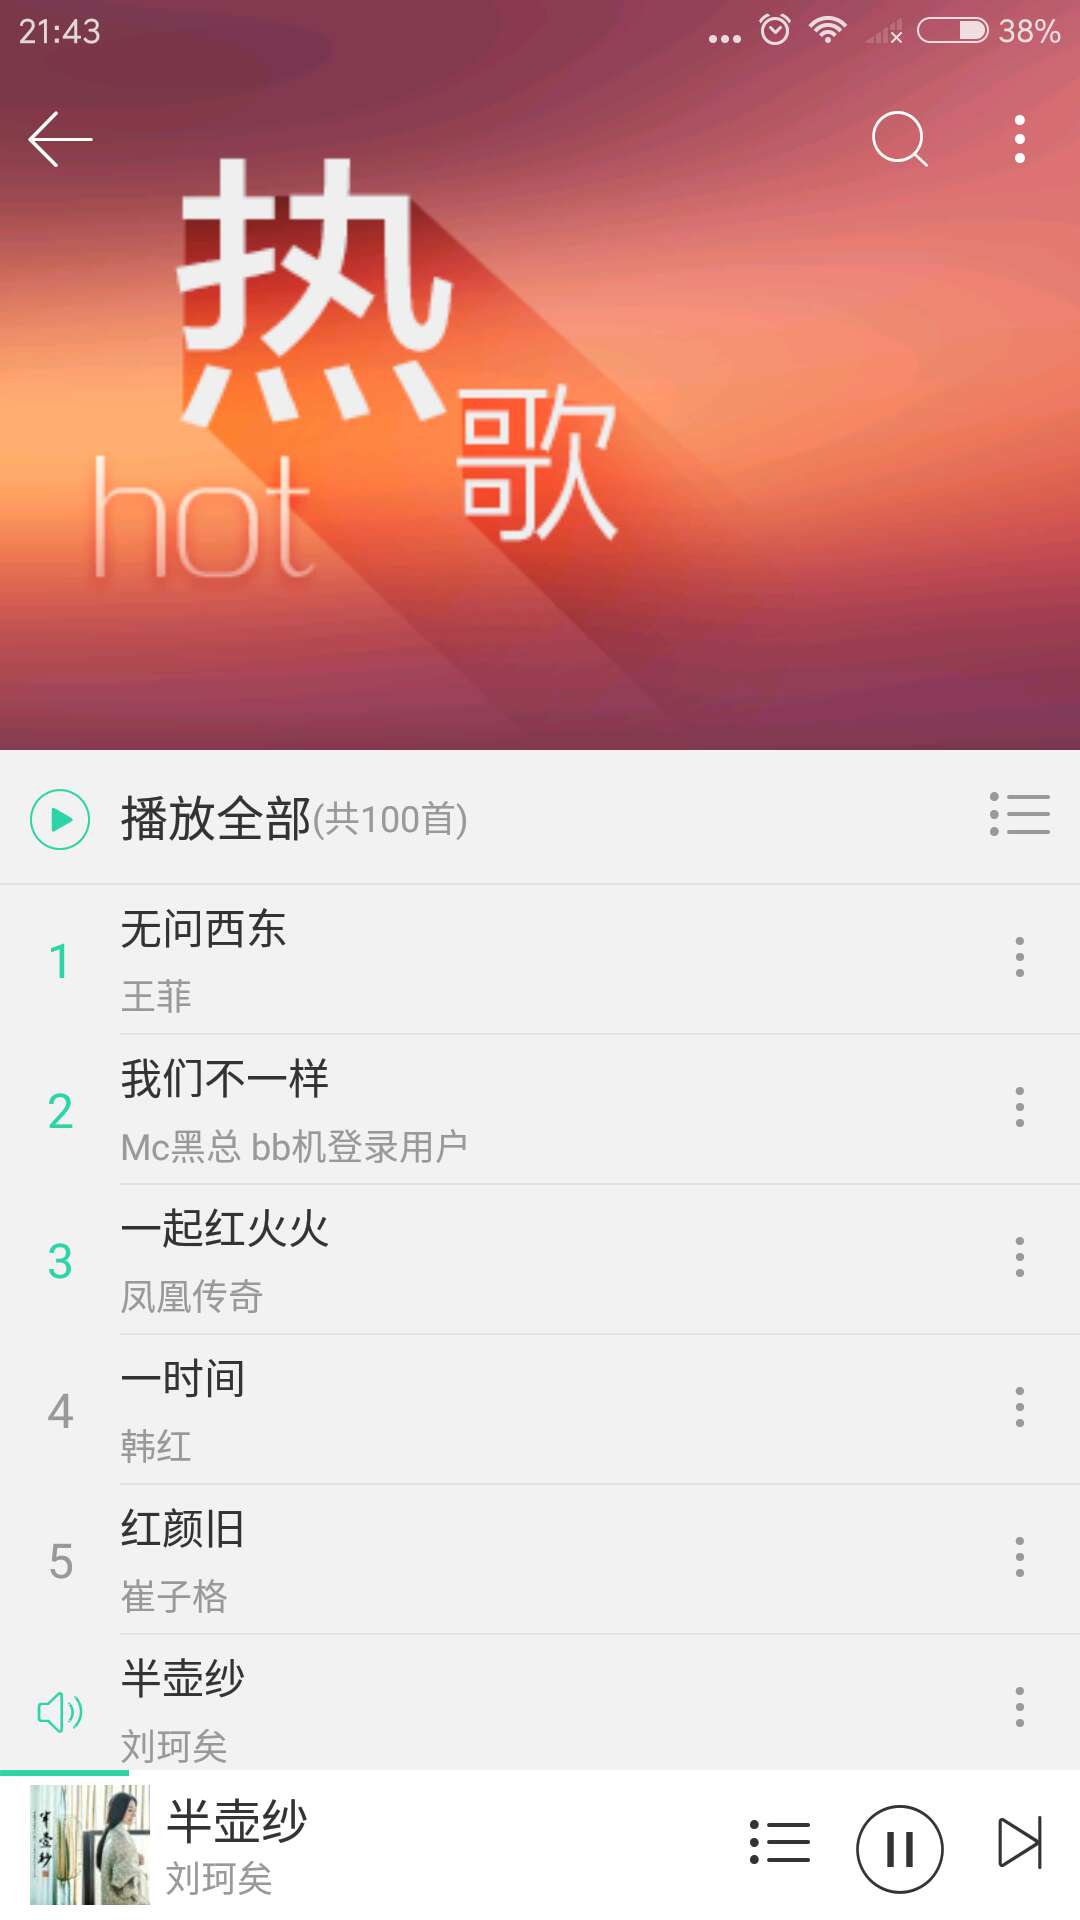 21:43
38%
热
歌
hot
播放全部(共100首)
1
无问西东
王菲
2
我们不一样
Mc黑总 bb机登录用户
3
一起红火火
凤凰传奇
4
一时间
韩红
5
红颜旧
崔子格
半壶纱
刘珂矣
半壶纱
半壶纱
刘珂矣